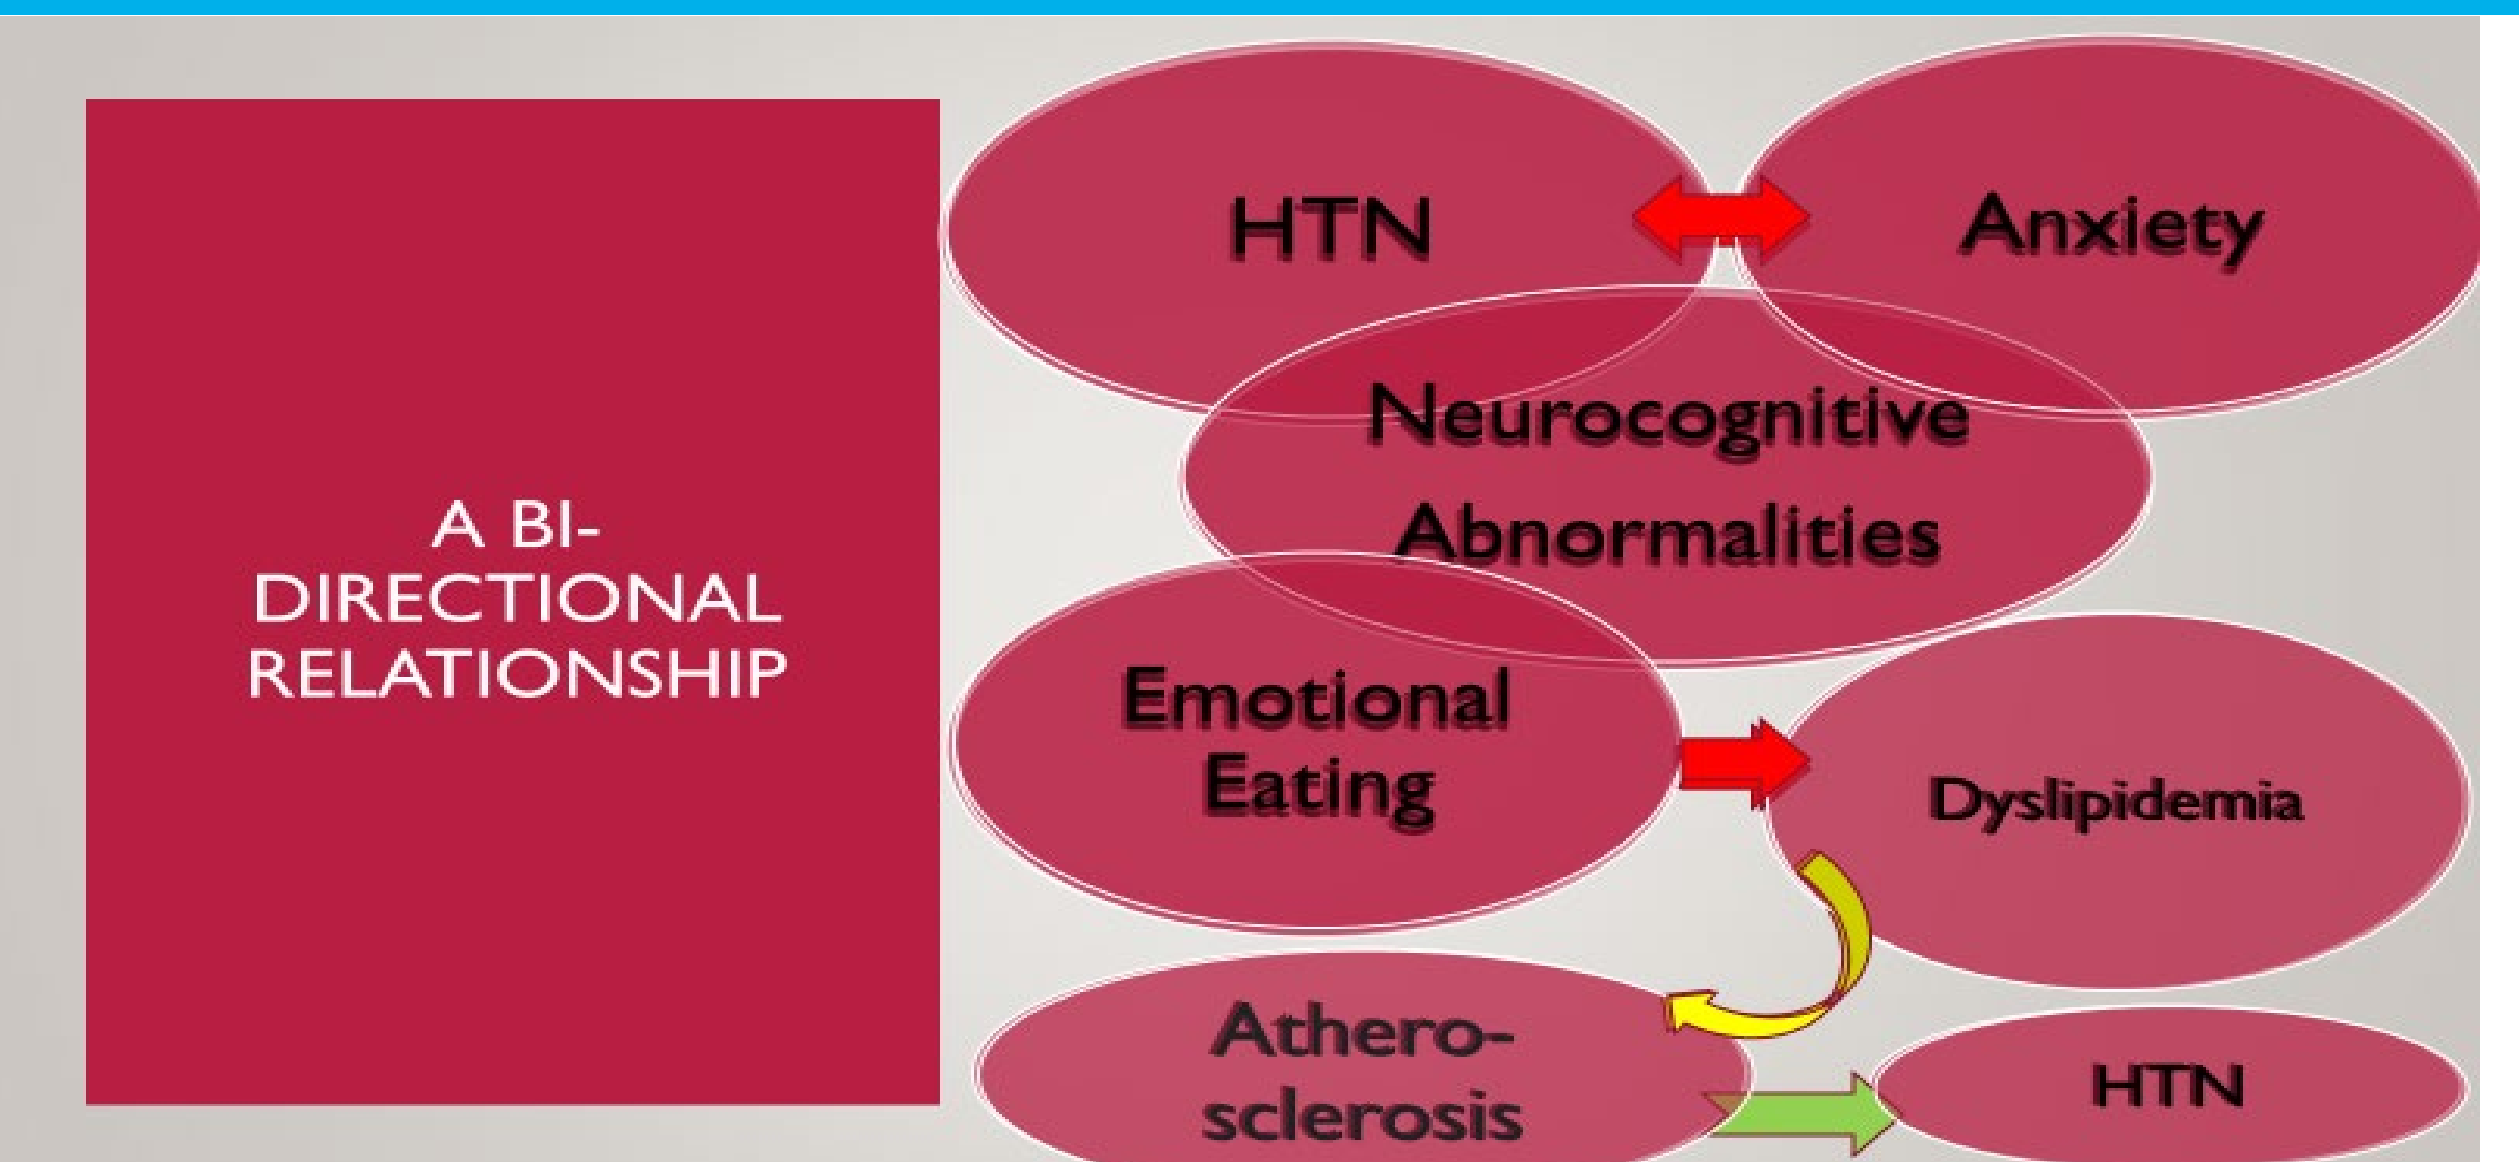 A BI-
DIRECTIONAL
RELATIONSHIP
HTN
Anxiety
Neurocognitive
Abnormalities
Emotional
Eating
Dyslipidemia
Athero-
sclerosis
HTN